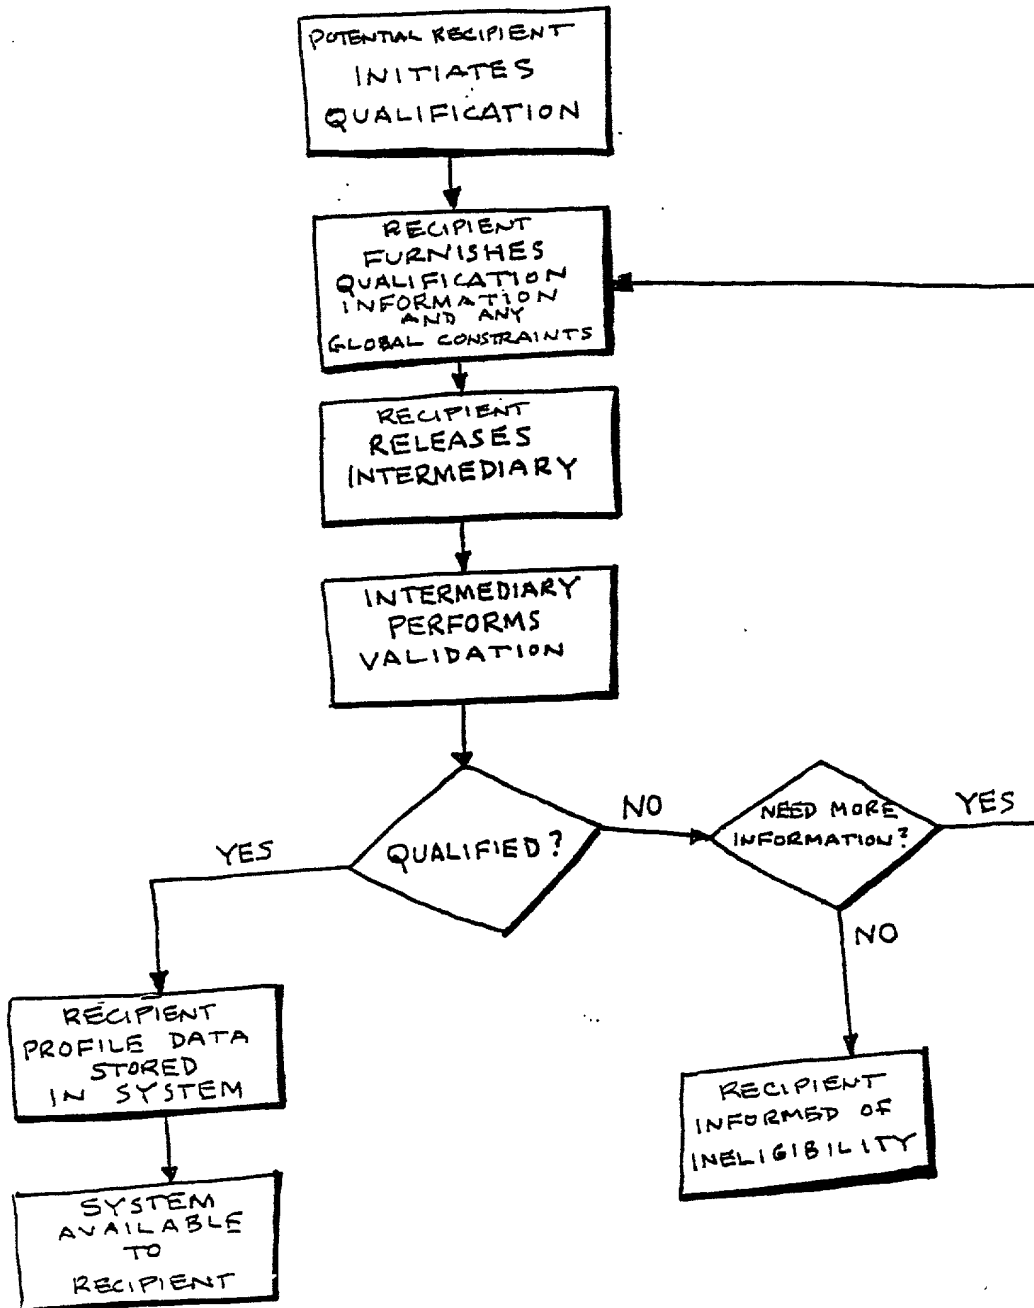 POTENTIAL RECIPIENT
INITIATES
QUALIFICATION
RECIPIENT
FURNISHES
QUALIFICATION
INFORMATION
AND ANY
GLOBAL CONSTRAINTS
RECIPIENT
RELEASES
INTERMEDIARY
INTERMEDIARY
PERFORMS
VALIDATION
QUALIFIED?
YES
NO
NEED MORE
INFORMATION?
YES
NO
RECIPIENT
PROFILE DATA
STORED
IN SYSTEM
SYSTEM
AVAILABLE
TO
RECIPIENT
RECIPIENT
INFORMED OF
INELIGIBILITY